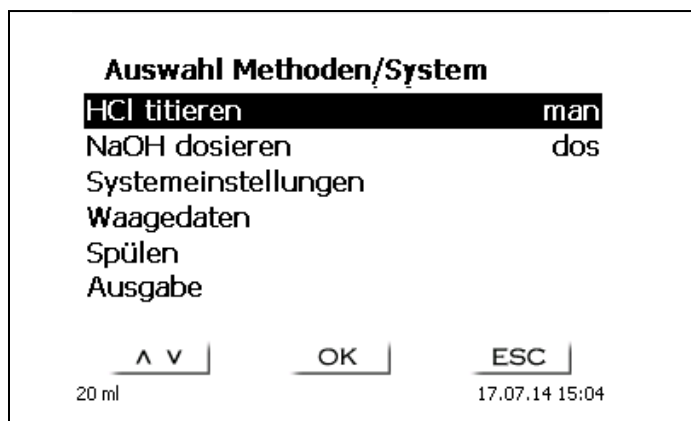 Auswahl Methoden/System
HCl titieren man
NaOH dosieren dos
Systemeinstellungen
Waagedaten
Spülen
Ausgabe
∧ ∨ OK ESC
20 ml 17.07.14 15:04